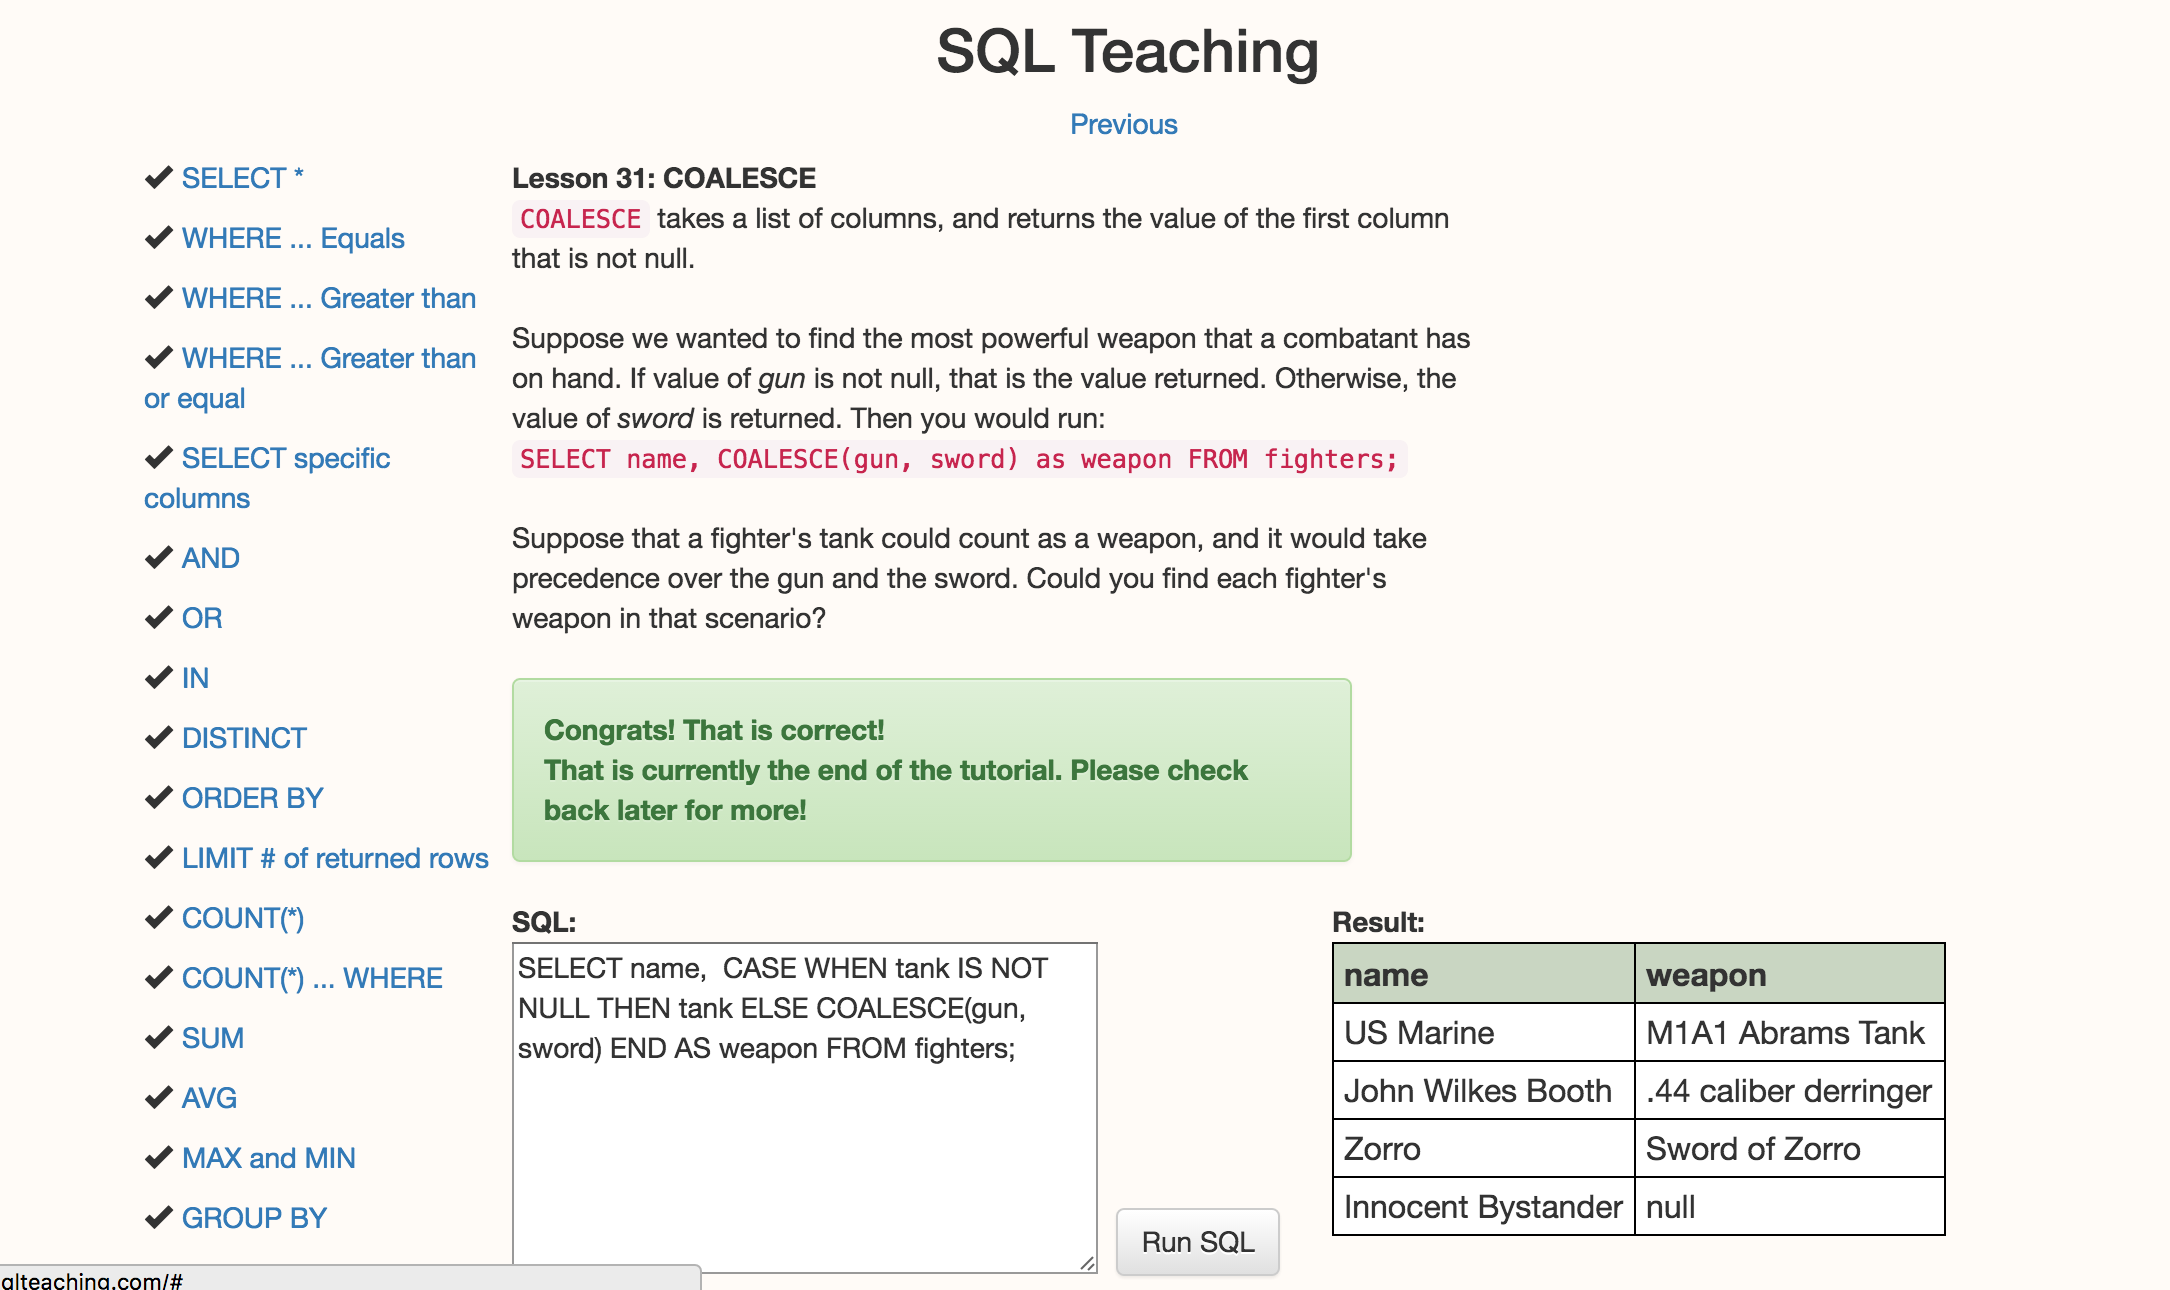 SQL Teaching
Previous
SELECT *
WHERE ... Equals
WHERE ... Greater than
WHERE ... Greater than
or equal
SELECT specific
columns
AND
OR
IN
DISTINCT
ORDER BY
LIMIT # of returned rows
COUNT(*)
COUNT(*) ... WHERE
SUM
AVG
MAX and MIN
GROUP BY
Lesson 31: COALESCE
COALESCE takes a list of columns, and returns the value of the first column
that is not null.
Suppose we wanted to find the most powerful weapon that a combatant has
on hand. If value of gun is not null, that is the value returned. Otherwise, the
value of sword is returned. Then you would run:
SELECT name, COALESCE(gun, sword) as weapon FROM fighters;
Suppose that a fighter's tank could count as a weapon, and it would take
precedence over the gun and the sword. Could you find each fighter's
weapon in that scenario?
Congrats! That is correct!
That is currently the end of the tutorial. Please check
back later for more!
SQL:
SELECT name,  CASE WHEN tank IS NOT
NULL THEN tank ELSE COALESCE(gun,
sword) END AS weapon FROM fighters;
Run SQL
Result:
name weapon
US Marine M1A1 Abrams Tank
John Wilkes Booth .44 caliber derringer
Zorro Sword of Zorro
Innocent Bystander null
qlteaching.com/#